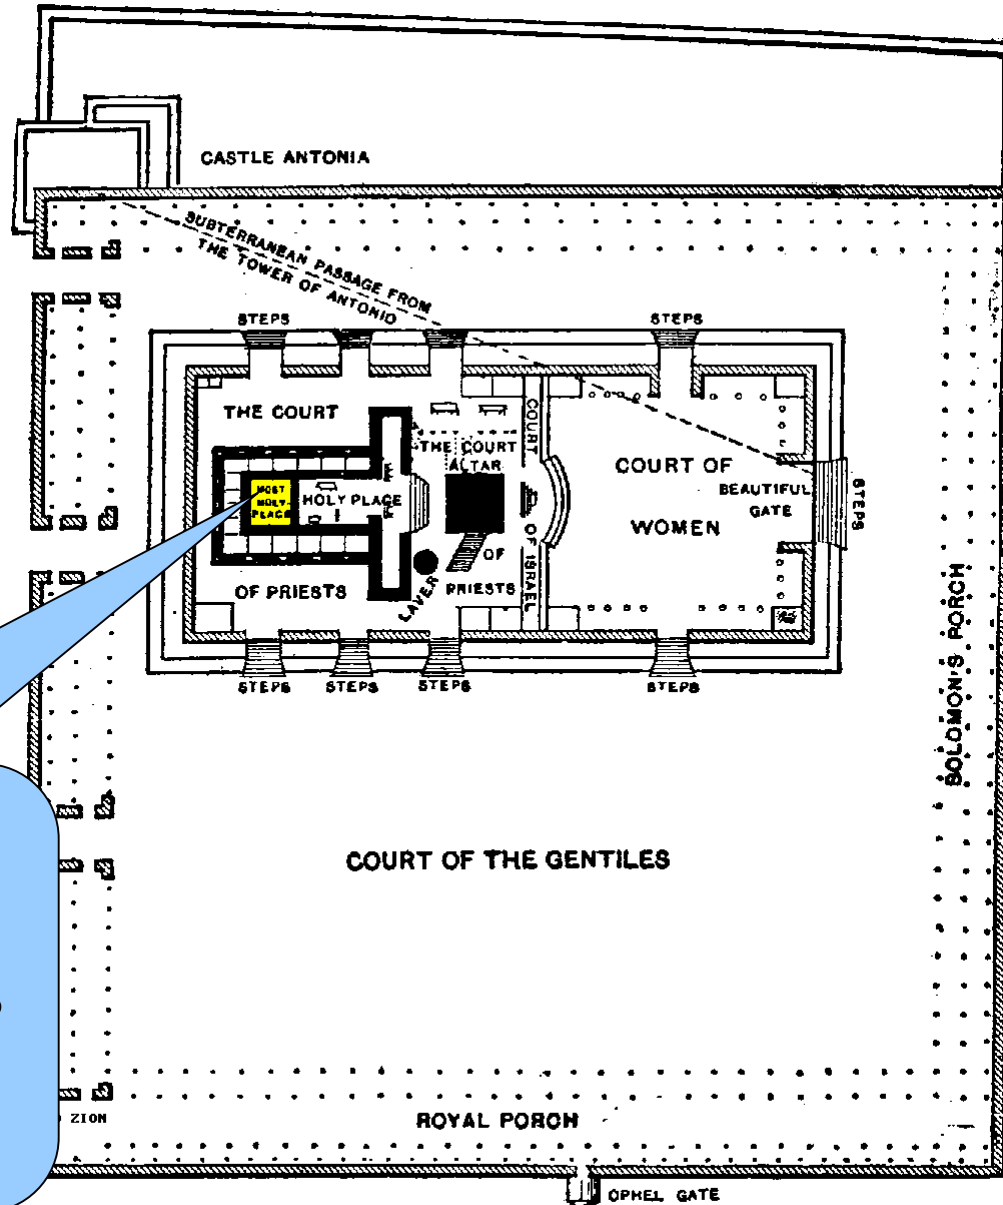 CASTLE ANTONIA
SUBTERRANEAN PASSAGE FROM
THE TOWER OF ANTONIO
STEPS
STEPS
THE COURT
THE COURT
ALTAR
COURT
COURT OF
WOMEN
BEAUTIFUL
GATE
STEPS
MOST
HOLY
PLACE
HOLY PLACE
OF
PRIESTS
OF ISRAEL
OF PRIESTS
LAVER
STEPS
STEPS
STEPS
STEPS
SOLOMON'S PORCH
COURT OF THE GENTILES
ZION
ROYAL PORCH
OPHEL GATE